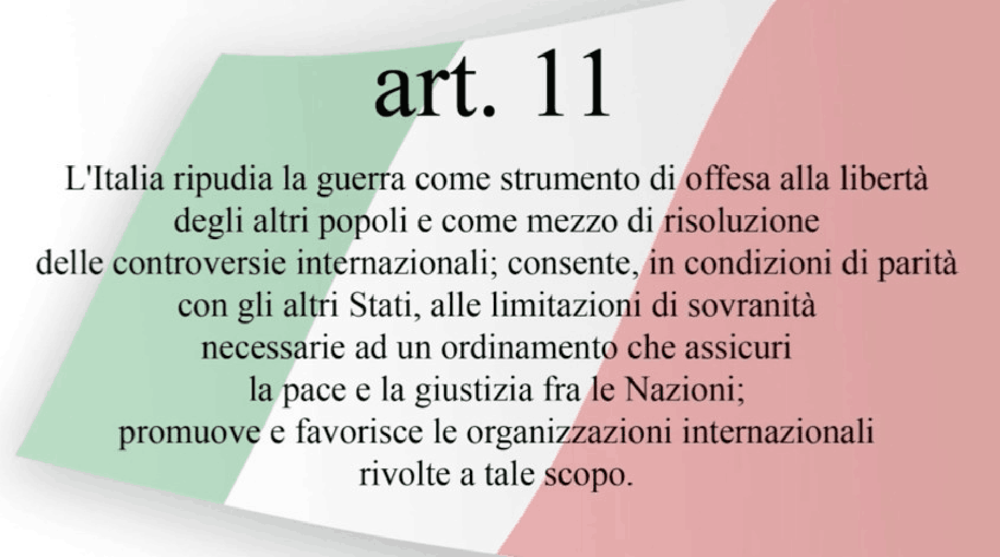 art. 11
L'Italia ripudia la guerra come strumento di offesa alla libertà
degli altri popoli e come mezzo di risoluzione
delle controversie internazionali; consente, in condizioni di parità
con gli altri Stati, alle limitazioni di sovranità
necessarie ad un ordinamento che assicuri
la pace e la giustizia fra le Nazioni;
promuove e favorisce le organizzazioni internazionali
rivolte a tale scopo.